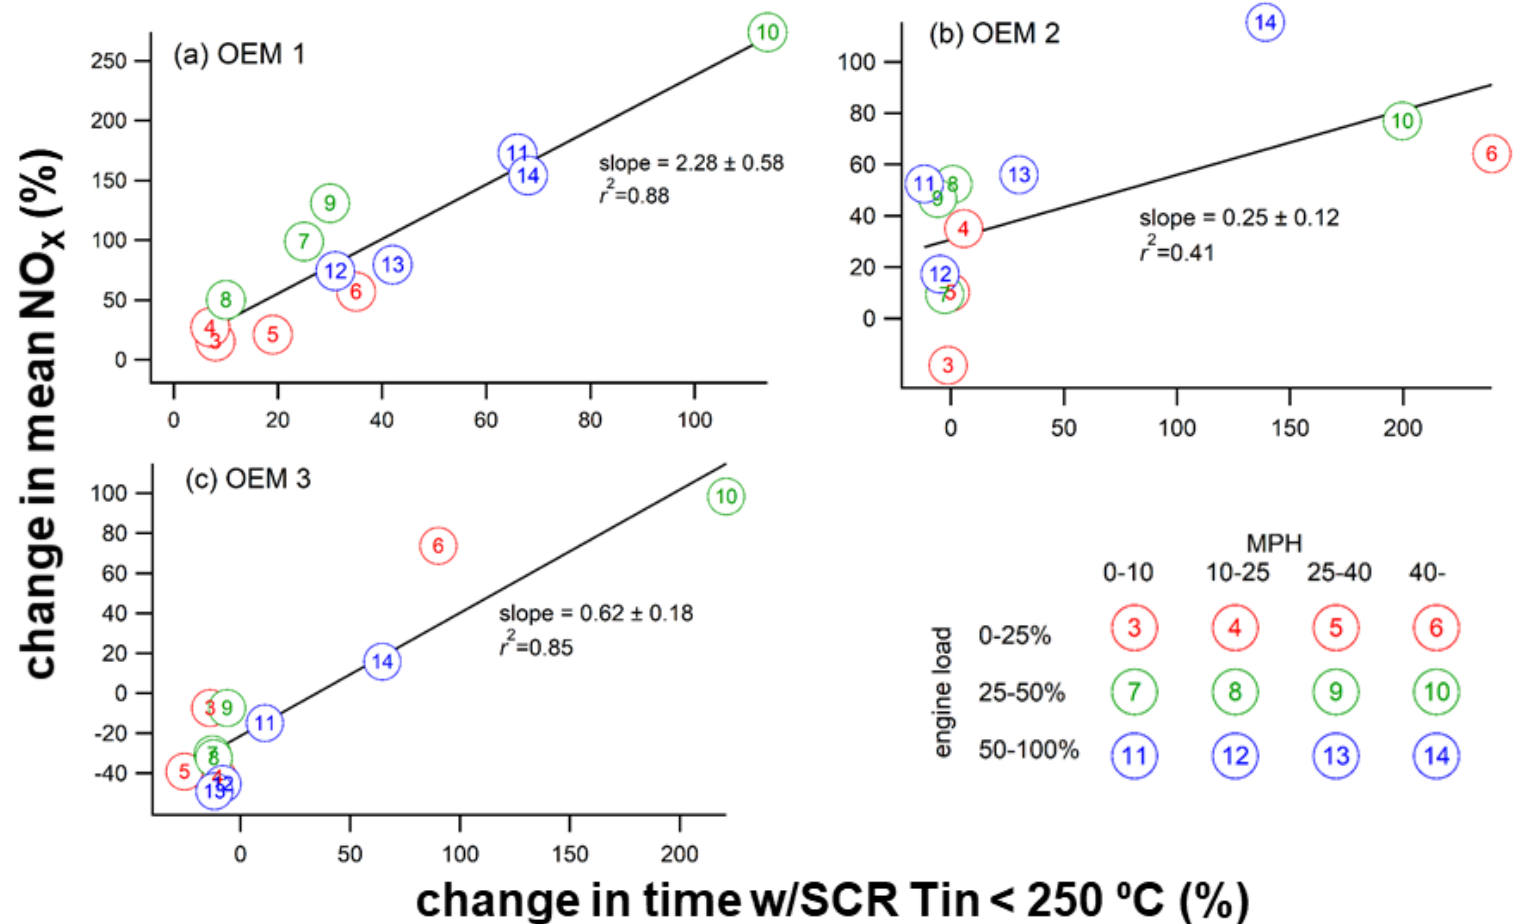 change in mean NOX (%)
(a) OEM 1
250
200
150
100
50
0
0 20 40 60 80 100
10
11
14
9
7
12
13
6
8
4
3
5
slope = 2.28 ± 0.58
r2=0.88
(b) OEM 2
100
80
60
40
20
0
0 50 100 150 200
14
10
6
11
8
9
13
4
12
5
7
3
slope = 0.25 ± 0.12
r2=0.41
(c) OEM 3
100
80
60
40
20
0
-20
-40
0 50 100 150 200
10
6
14
3
9
11
7
8
5
4
12
13
slope = 0.62 ± 0.18
r2=0.85
MPH
0-10 10-25 25-40 40-
engine load
0-25% 3 4 5 6
25-50% 7 8 9 10
50-100% 11 12 13 14
change in time w/SCR Tin < 250 ºC (%)